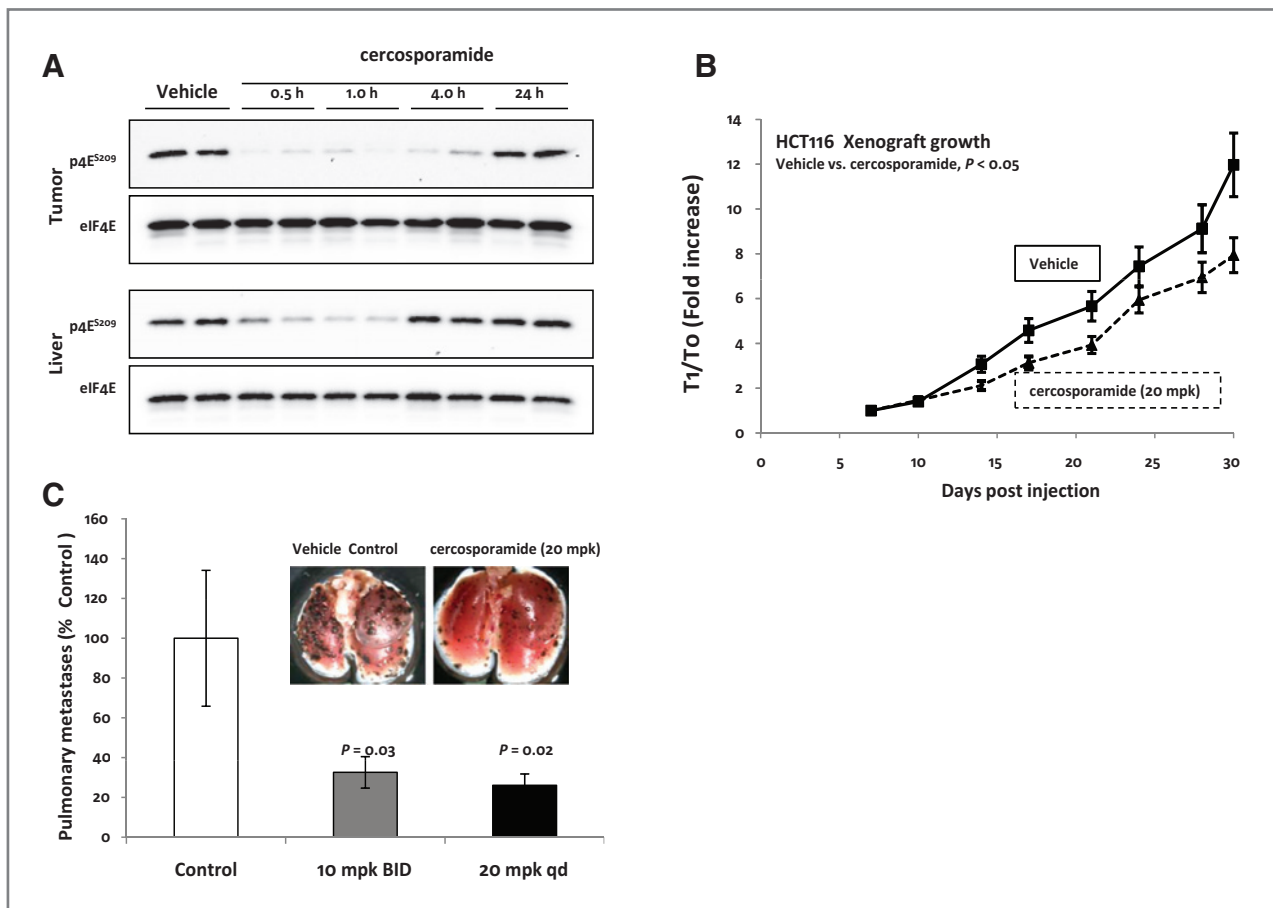 A
cercosporamide
Vehicle 0.5 h 1.0 h 4.0 h 24 h
Tumor
p4E^S209
eIF4E
Liver
p4E^S209
eIF4E
B
HCT116 Xenograft growth
Vehicle vs. cercosporamide, P < 0.05
T1/T0 (Fold increase)
14
12
10
8
6
4
2
0
Vehicle
cercosporamide (20 mpk)
0 5 10 15 20 25 30
Days post injection
C
Pulmonary metastases (% Control )
160
140
120
100
80
60
40
20
0
Vehicle Control cercosporamide (20 mpk)
P = 0.03 P = 0.02
Control 10 mpk BID 20 mpk qd